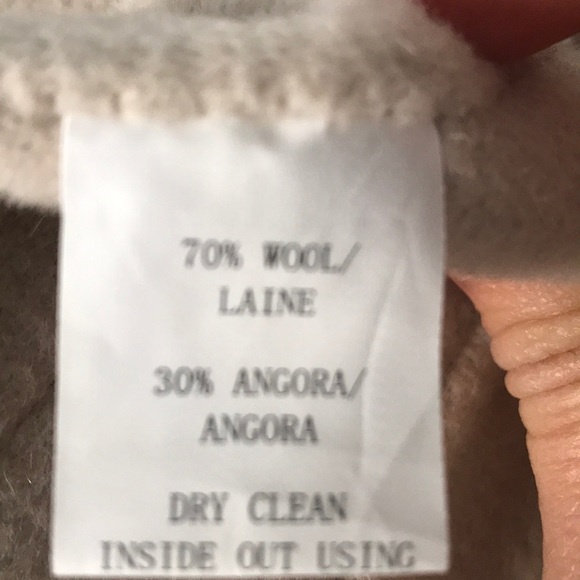 70% WOOL/
LAINE
30% ANGORA/
ANGORA
DRY CLEAN
INSIDE OUT USING